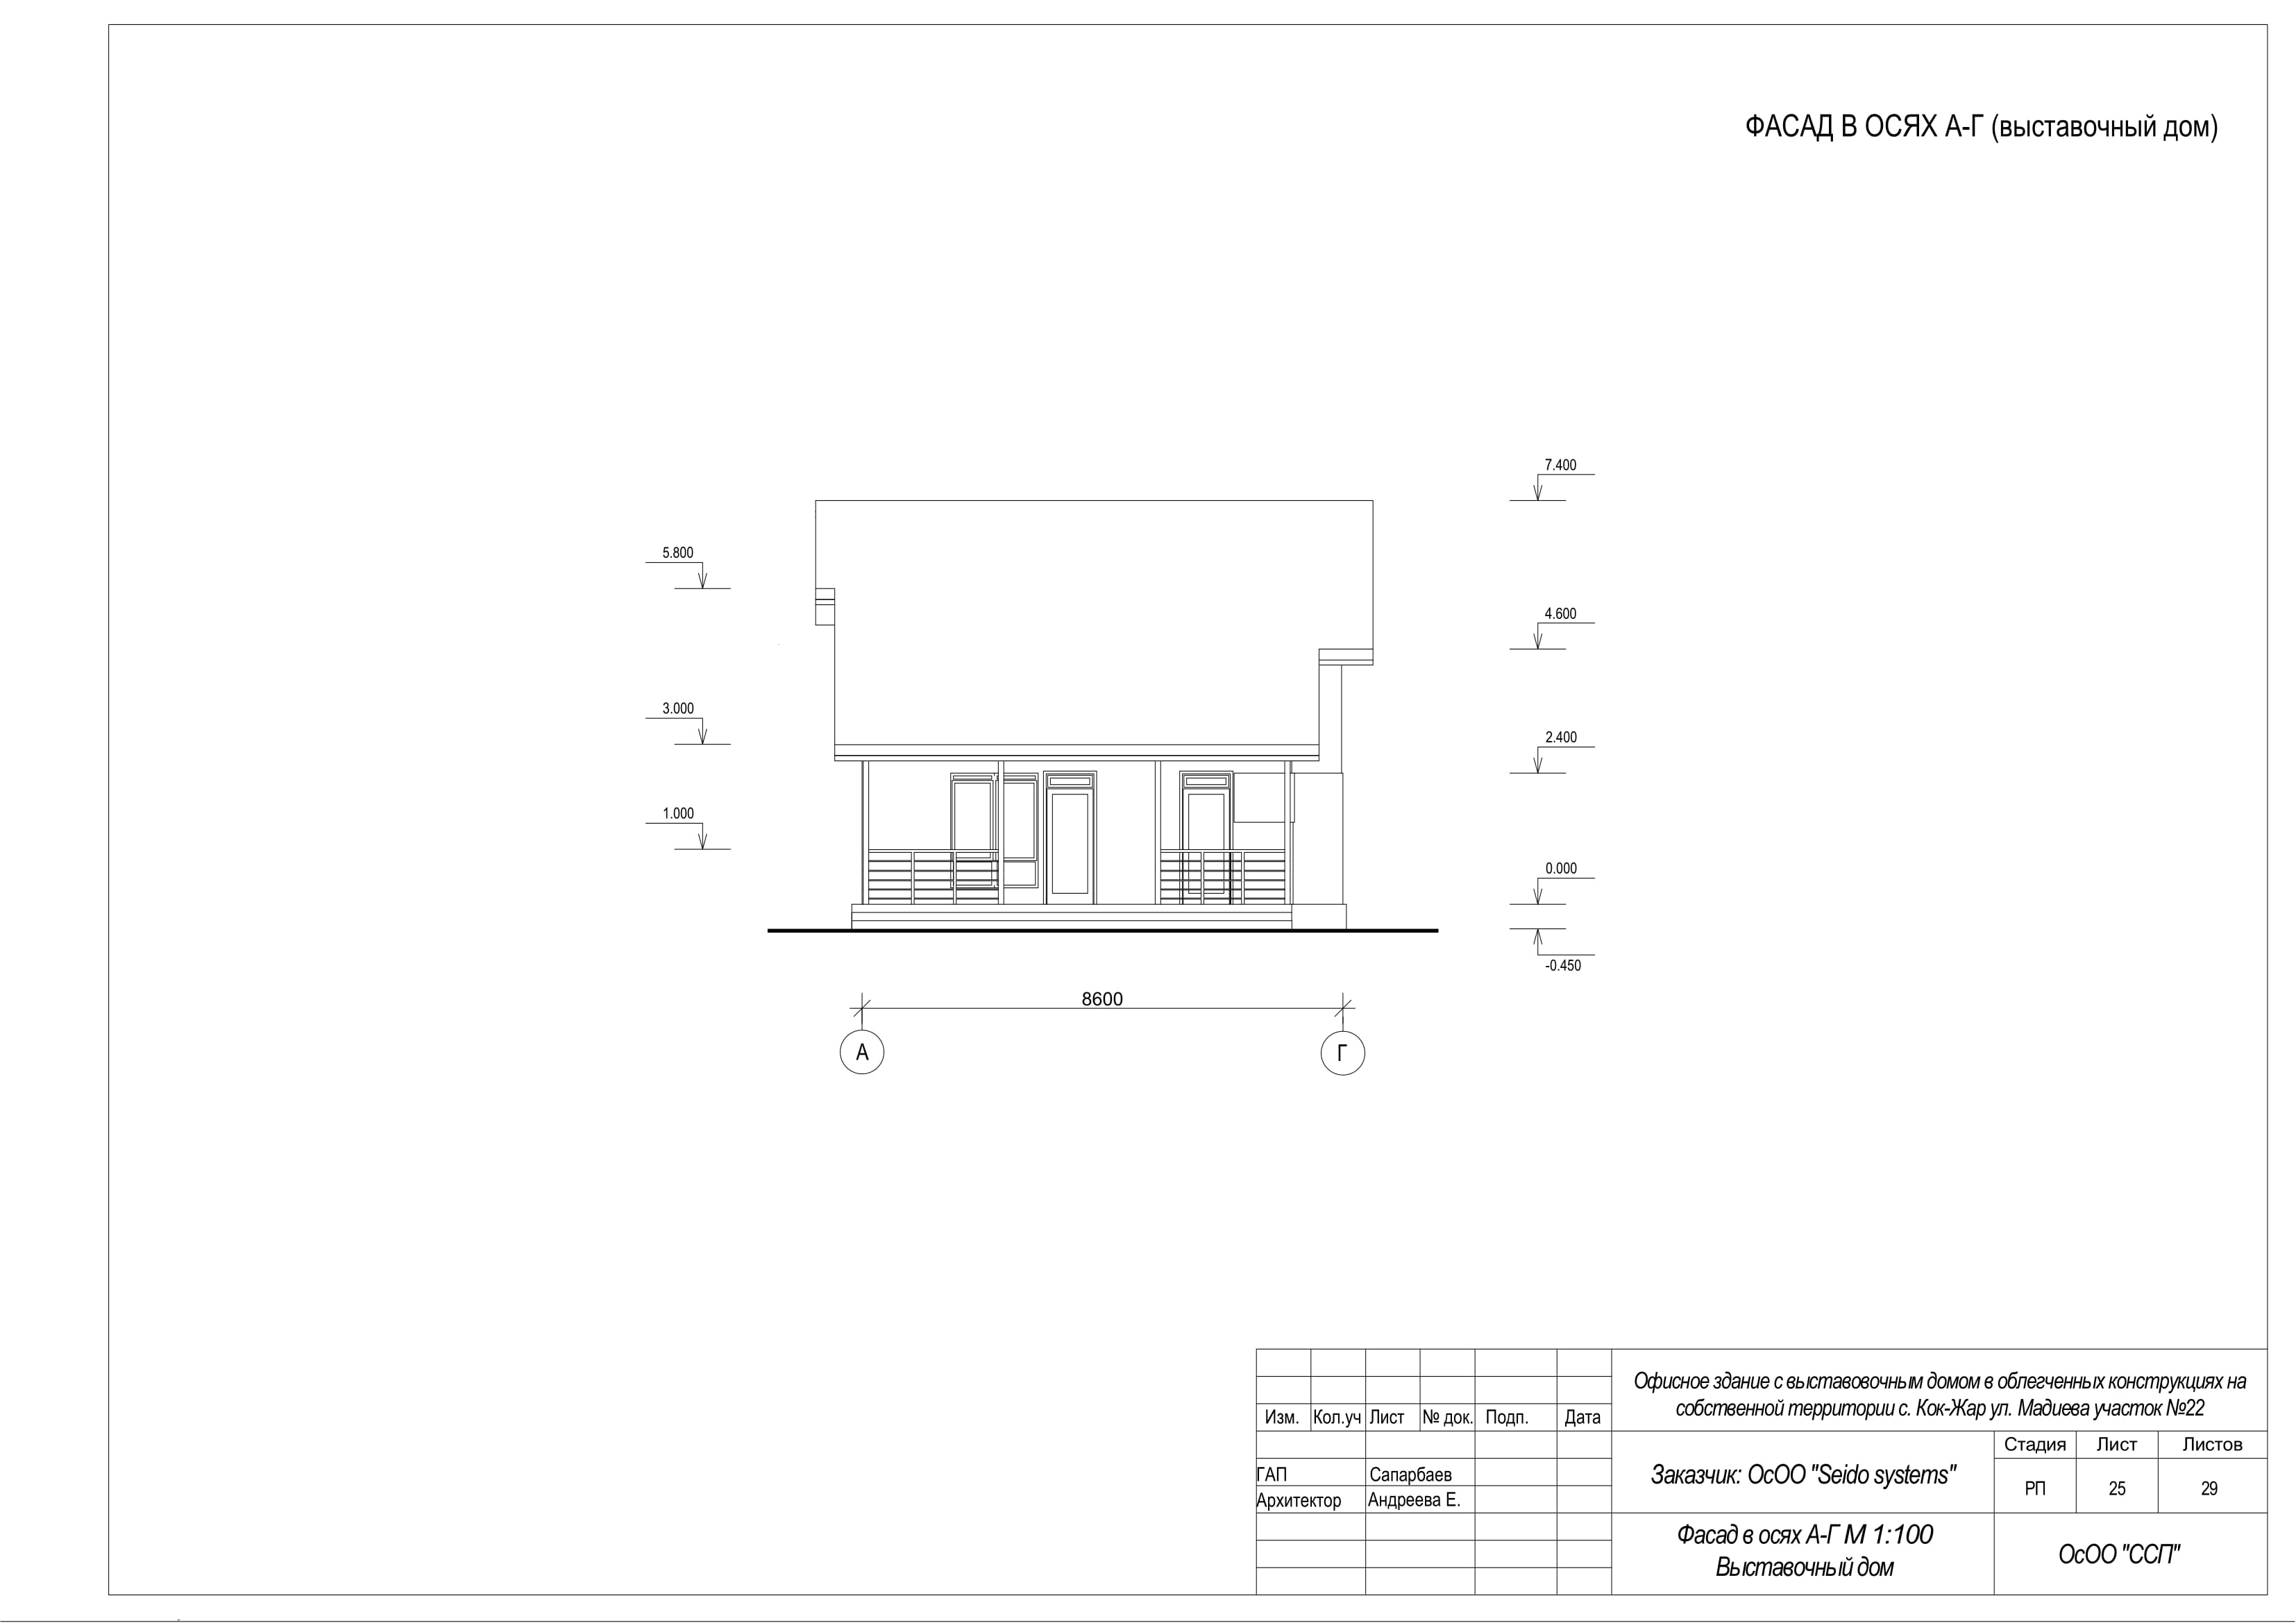 ФАСАД В ОСЯХ А-Г (выставочный дом)
7.400
5.800
4.600
3.000
2.400
1.000
0.000
-0.450
8600
А
Г
Офисное здание с выставовочным домом в облегченных конструкциях на
собственной территории с. Кок-Жар ул. Мадиева участок №22
Изм. Кол.уч Лист № док. Подп. Дата
Стадия Лист Листов
ГАП Сапарбаев
Заказчик: ОсОО "Seido systems"
РП 25 29
Архитектор Андреева Е.
Фасад в осях А-Г М 1:100
Выставочный дом
ОсОО "ССП"